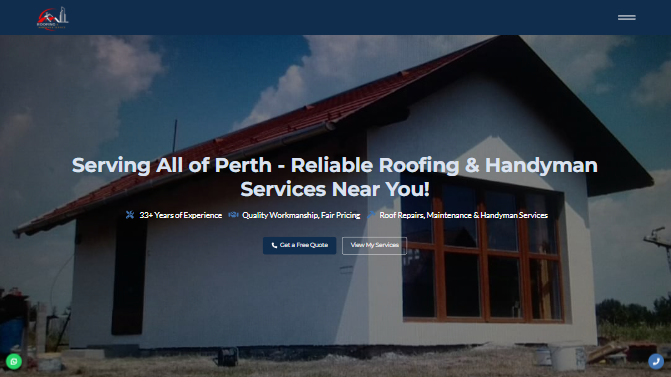 ROOFING
Serving All of Perth - Reliable Roofing & Handyman
Services Near You!
33+ Years of Experience
Quality Workmanship, Fair Pricing
Roof Repairs, Maintenance & Handyman Services
Get a Free Quote
View My Services